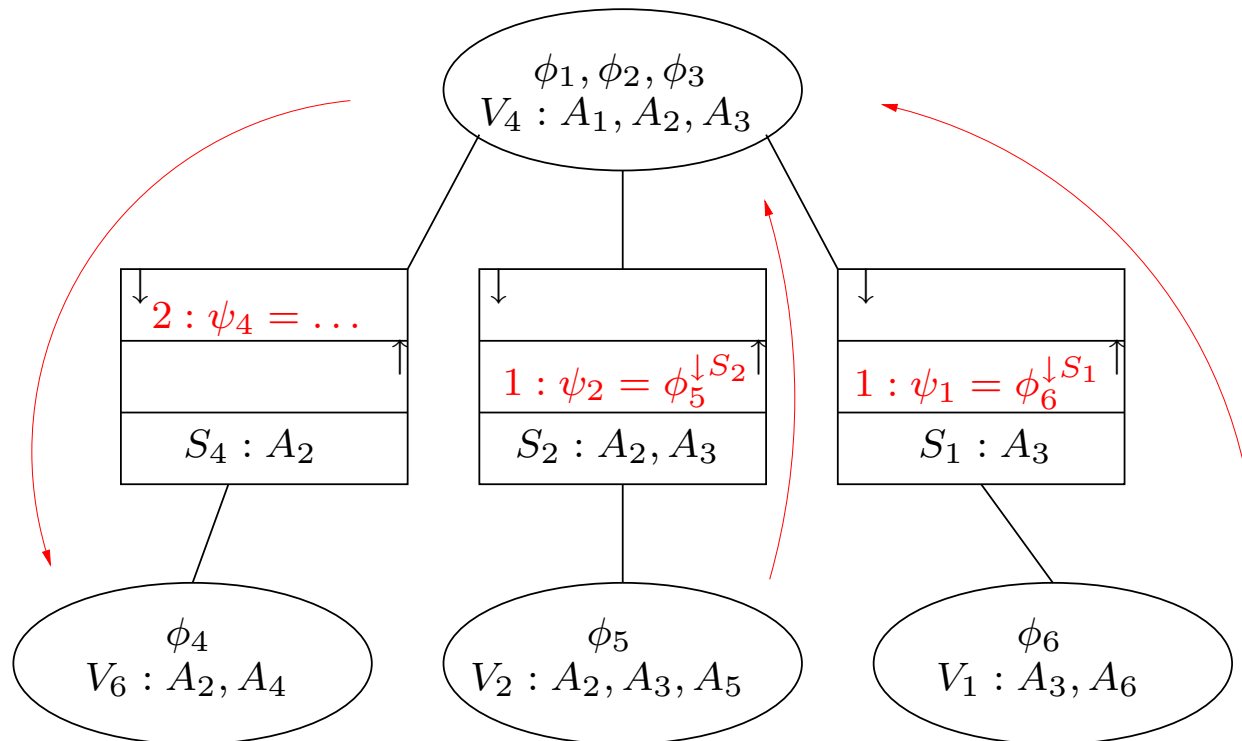 ϕ₁, ϕ₂, ϕ₃
V₄ : A₁, A₂, A₃
↓ ↓ ↓
2 : ψ₄ = …
↑ ↑ ↑
1 : ψ₂ = ϕ₅^{↓S₂}
1 : ψ₁ = ϕ₆^{↓S₁}
S₄ : A₂
S₂ : A₂, A₃
S₁ : A₃
ϕ₄
V₆ : A₂, A₄
ϕ₅
V₂ : A₂, A₃, A₅
ϕ₆
V₁ : A₃, A₆